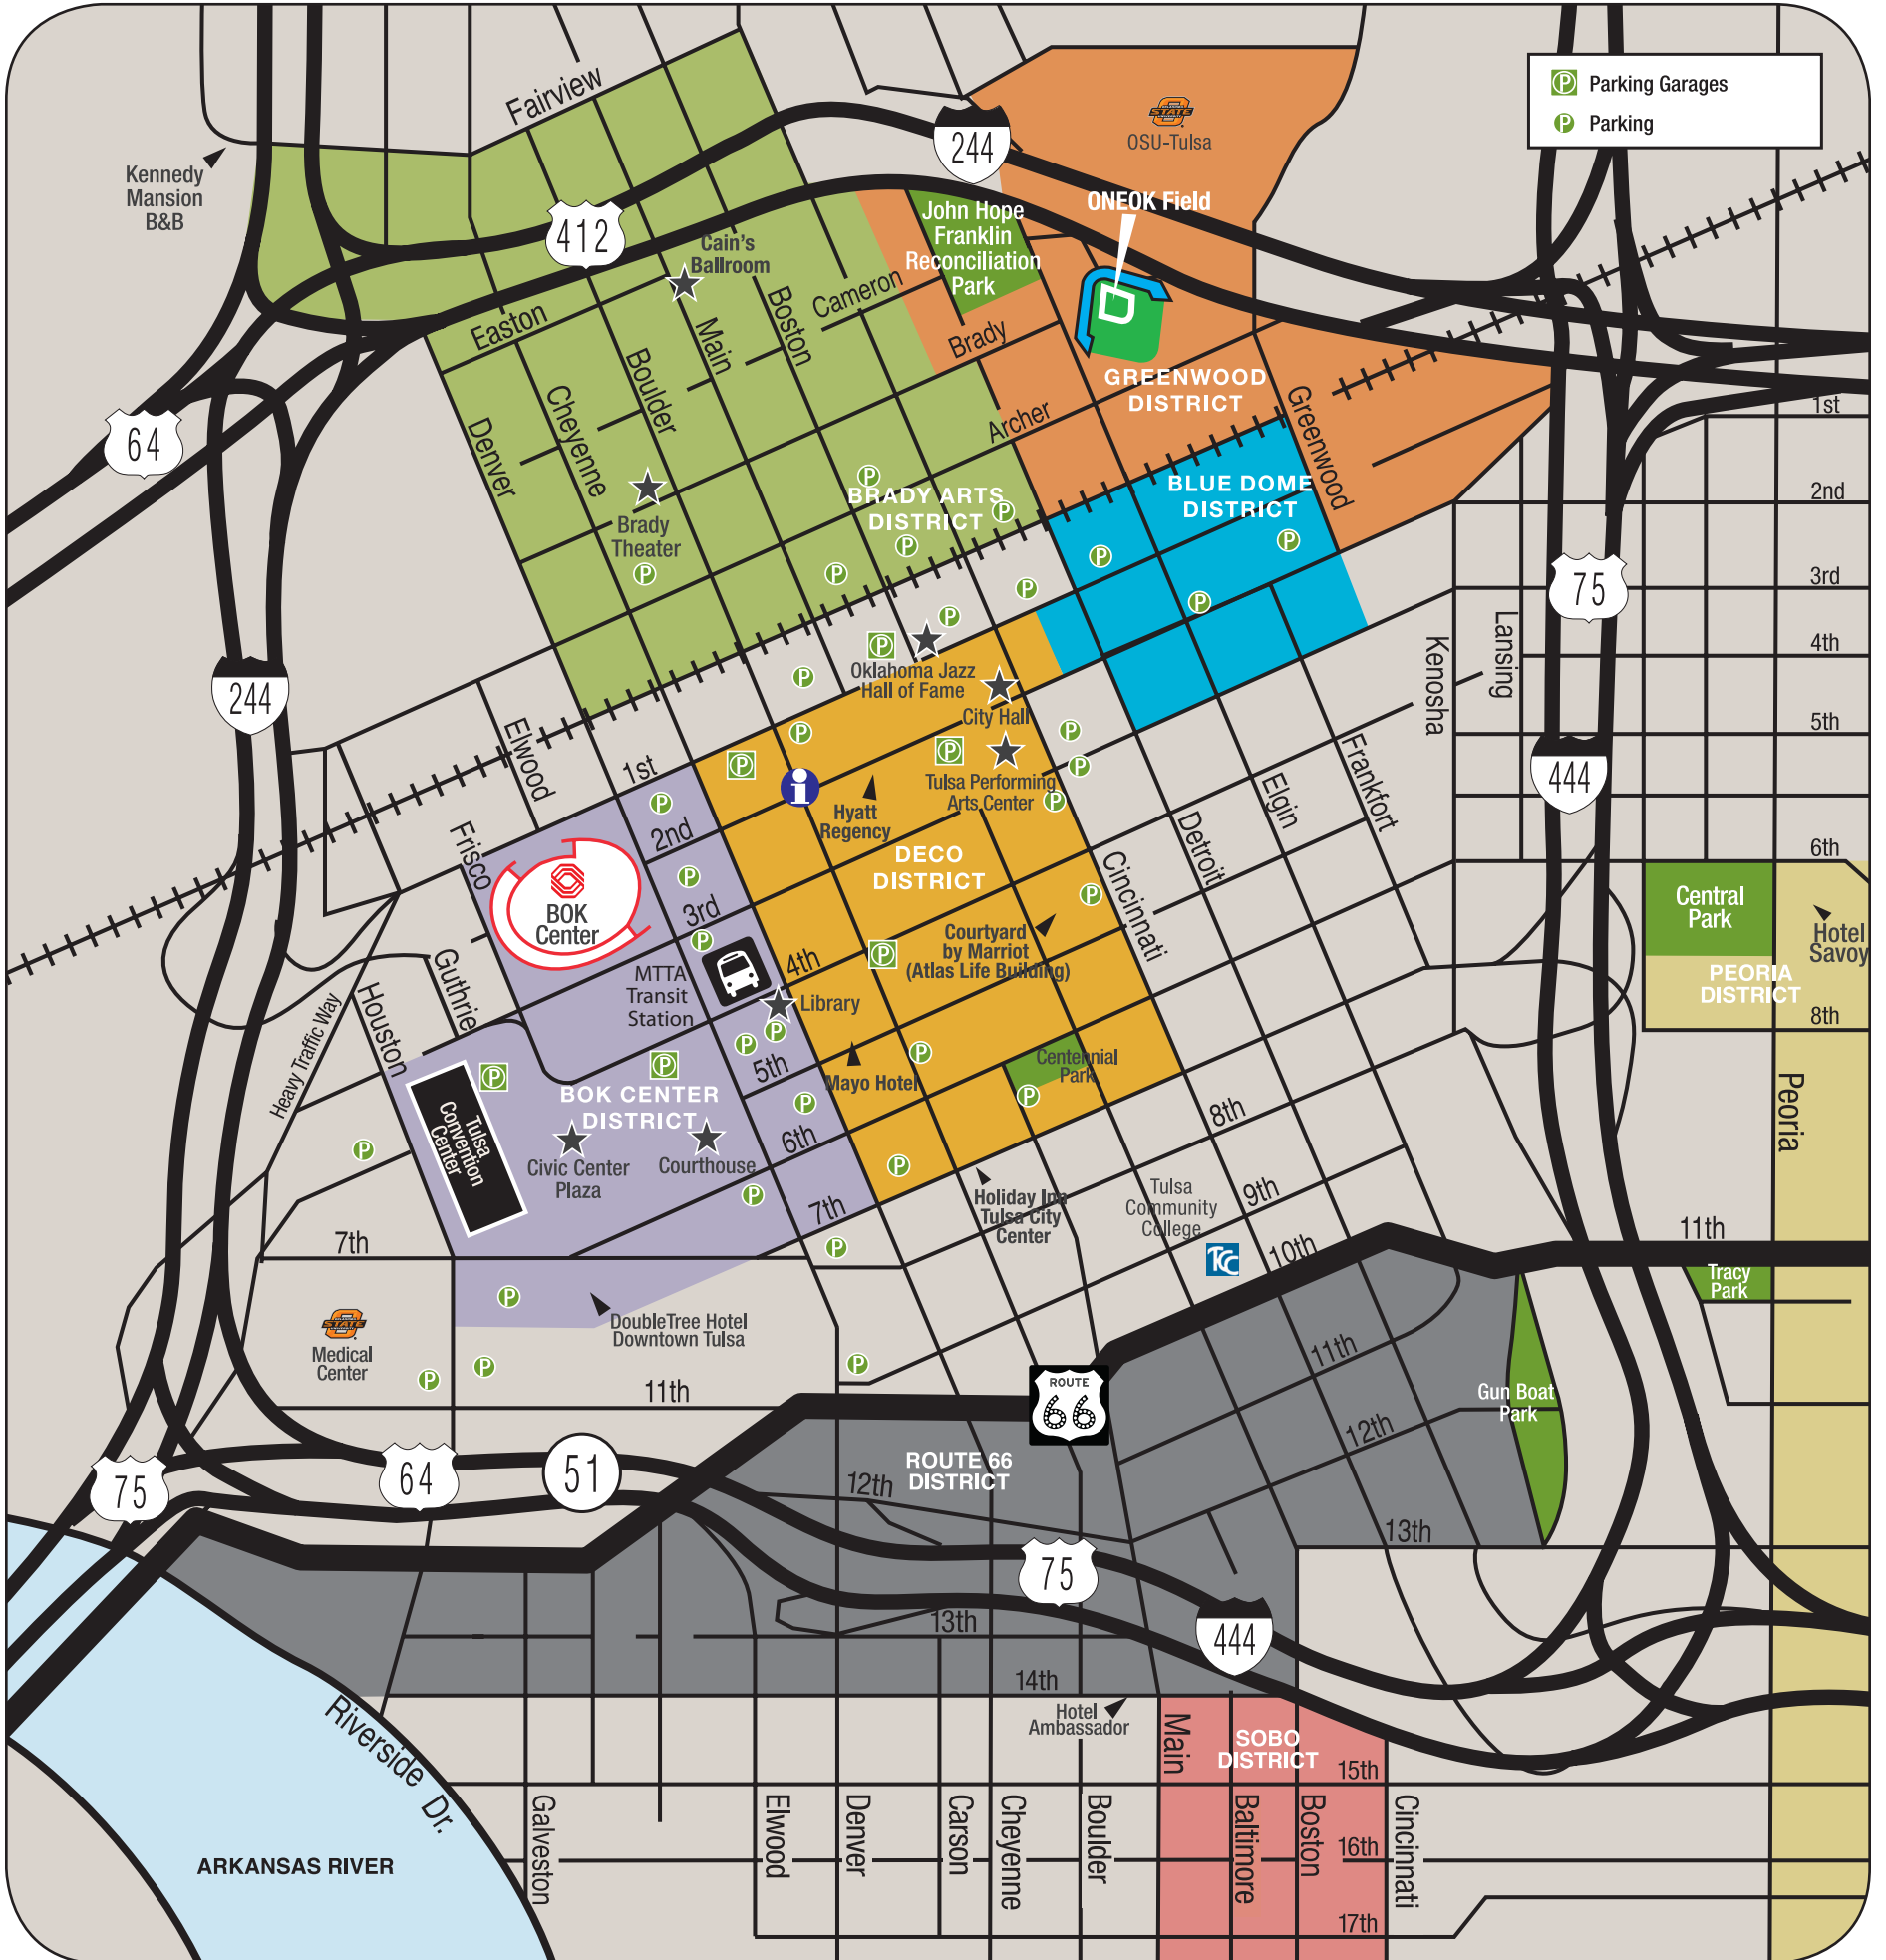 Parking Garages
Parking
Fairview
Kennedy
Mansion
B&B
244
OSU-Tulsa
ONEOK Field
412
John Hope
Franklin
Reconciliation
Park
Cain's
Ballroom
Easton
Main
Boston
Cameron
Brady
Boulder
Cheyenne
Denver
Archer
GREENWOOD
DISTRICT
Greenwood
64
1st
2nd
3rd
4th
5th
6th
8th
BRADY ARTS
DISTRICT
BLUE DOME
DISTRICT
Brady
Theater
75
244
Kenosha
Lansing
Oklahoma Jazz
Hall of Fame
City Hall
Elwood
1st
Frisco
2nd
3rd
4th
5th
6th
7th
Hyatt
Regency
Tulsa Performing
Arts Center
Elgin
Frankfort
Detroit
Cincinnati
444
DECO
DISTRICT
BOK
Center
Central
Park
Hotel
Savoy
PEORIA
DISTRICT
Courtyard
by Marriot
(Atlas Life Building)
MTTA
Transit
Station
Library
Guthrie
Houston
Heavy Traffic Way
Mayo Hotel
Centennial
Park
BOK CENTER
DISTRICT
Tulsa
Convention
Center
Civic Center
Plaza
Courthouse
Peoria
8th
9th
10th
Holiday Inn
Tulsa City
Center
Tulsa
Community
College
TCC
7th
11th
Tracy
Park
DoubleTree Hotel
Downtown Tulsa
Medical
Center
11th
11th
12th
13th
Gun Boat
Park
ROUTE
66
ROUTE 66
DISTRICT
12th
75
64
51
75
444
13th
14th
Hotel
Ambassador
Riverside Dr.
ARKANSAS RIVER
SOBO
DISTRICT
Main
15th
16th
17th
Galveston
Elwood
Denver
Carson
Cheyenne
Boulder
Baltimore
Boston
Cincinnati